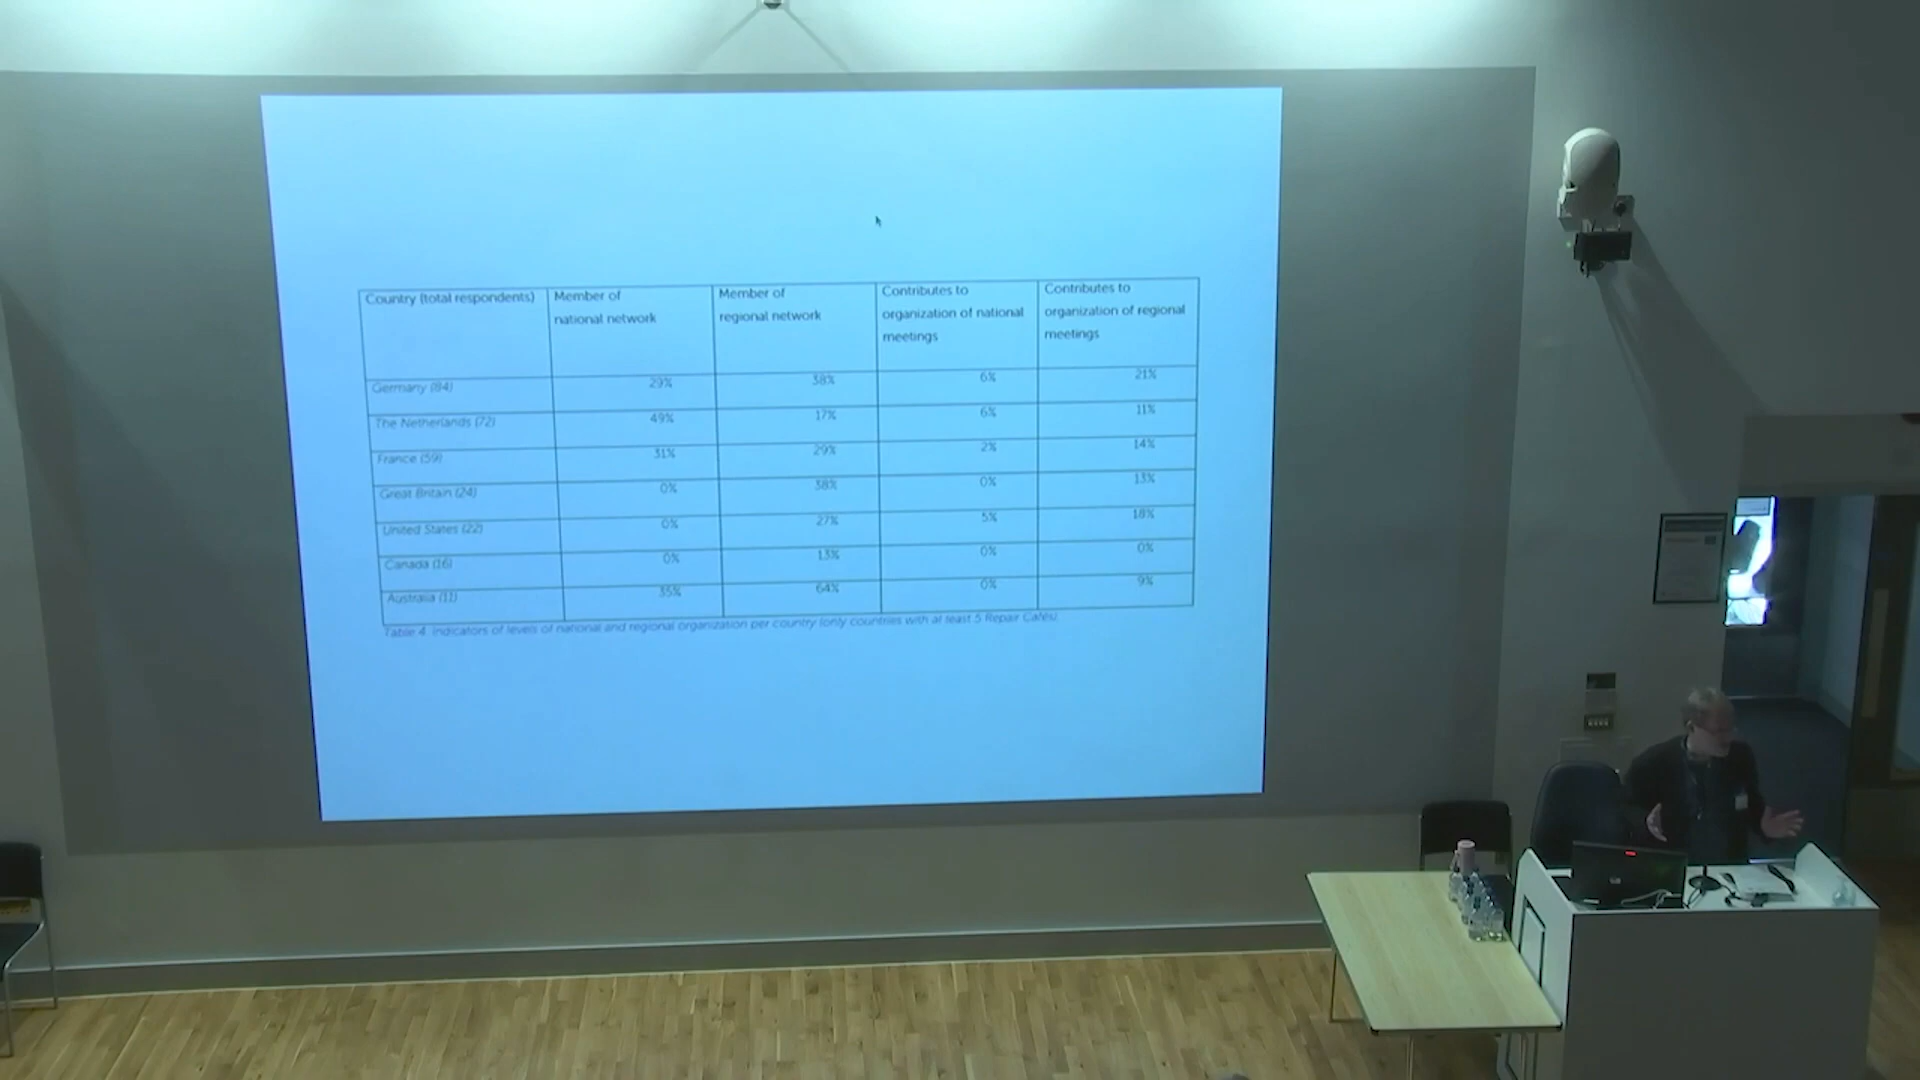 Country (total respondents)
Member of
national network
Member of
regional network
Contributes to
organization of national
meetings
Contributes to
organization of regional
meetings
Germany (84) 29% 38% 6% 21%
The Netherlands (72) 49% 17% 6% 11%
France (59) 31% 29% 2% 14%
Great Britain (24) 0% 38% 0% 13%
United States (22) 0% 27% 5% 18%
Canada (16) 0% 13% 0% 0%
Australia (11) 35% 64% 0% 9%
Table 4. Indicators of levels of national and regional organization per country (only countries with at least 5 Repair Cafés)